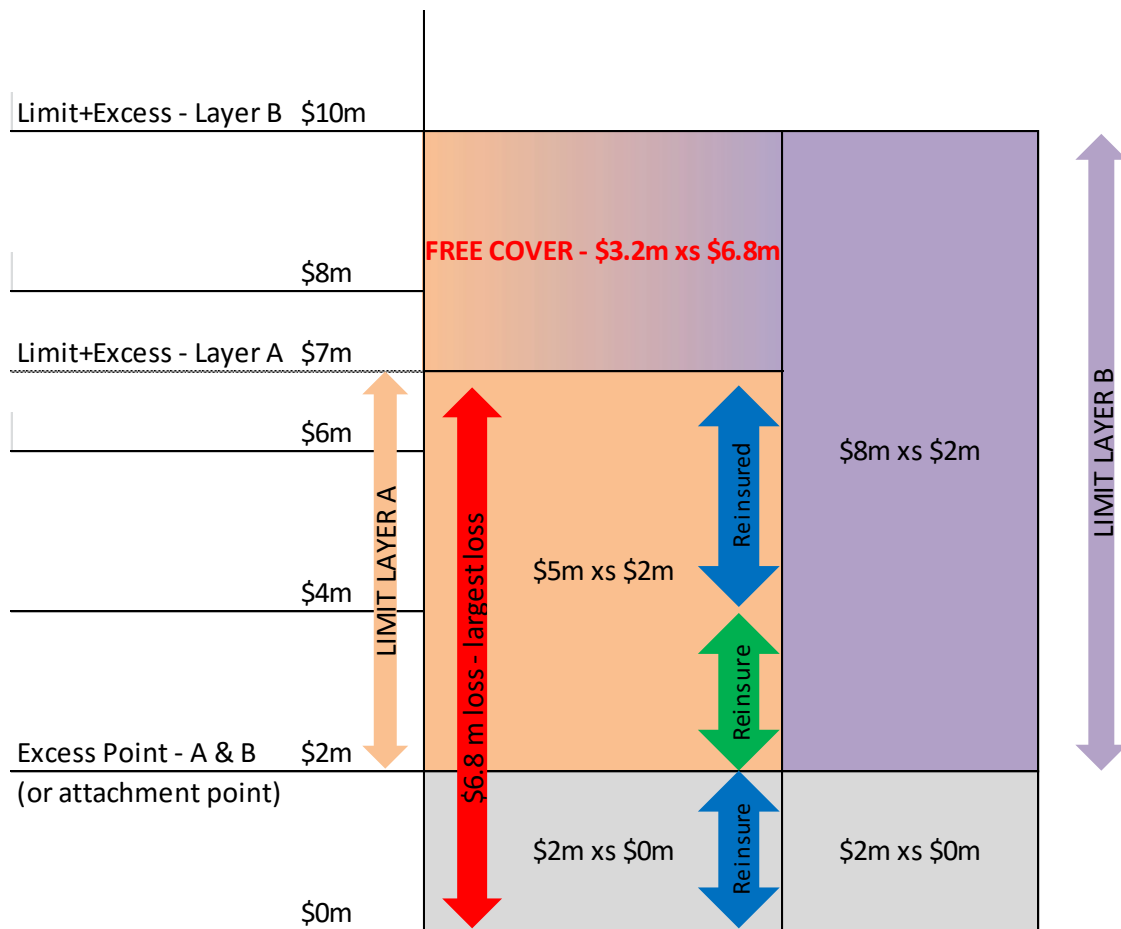 Limit+Excess - Layer B $10m
FREE COVER - $3.2m xs $6.8m
$8m
Limit+Excess - Layer A $7m
$6m
$8m xs $2m
$5m xs $2m
$4m
Excess Point - A & B $2m
(or attachment point)
$2m xs $0m
$2m xs $0m
$0m
LIMIT LAYER A
$6.8 m loss - largest loss
Reinsured
Reinsure
Reinsure
LIMIT LAYER B